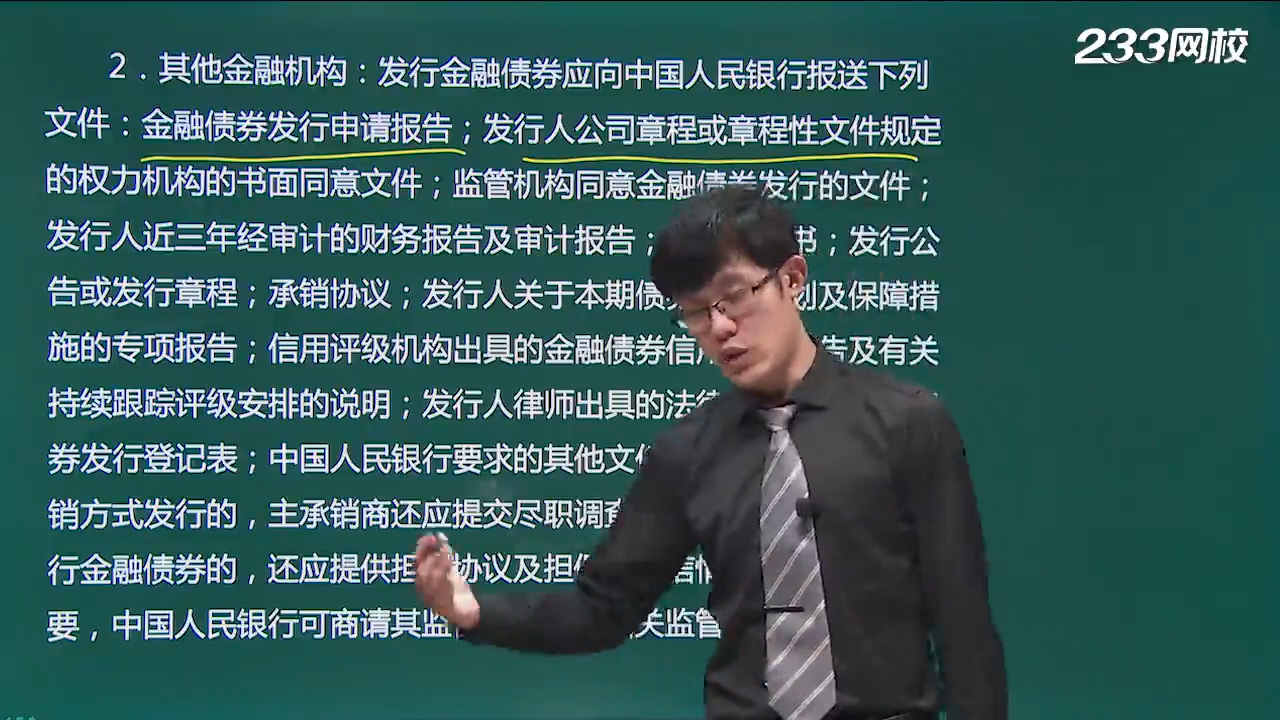 233网校
2．其他金融机构：发行金融债券应向中国人民银行报送下列
文件：金融债券发行申请报告；发行人公司章程或章程性文件规定
的权力机构的书面同意文件；监管机构同意金融债券发行的文件；
发行人近三年经审计的财务报告及审计报告； 书；发行公
告或发行章程；承销协议；发行人关于本期债 划及保障措
施的专项报告；信用评级机构出具的金融债券信用 告及有关
持续跟踪评级安排的说明；发行人律师出具的法律
券发行登记表；中国人民银行要求的其他文件
销方式发行的，主承销商还应提交尽职调查
行金融债券的，还应提供担 协议及担保 信
要，中国人民银行可商请其监 关监管